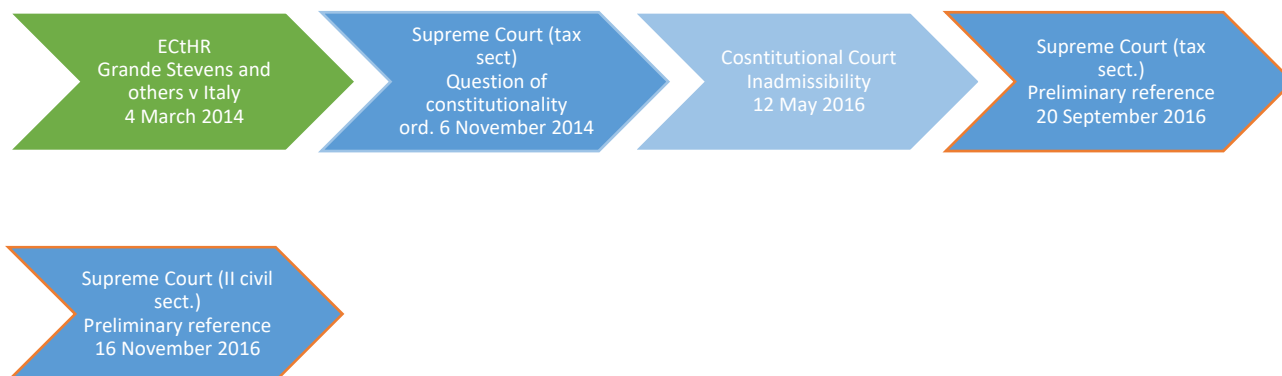 ECtHR
Grande Stevens and
others v Italy
4 March 2014
Supreme Court (tax
sect)
Question of
constitutionality
ord. 6 November 2014
Cosntitutional Court
Inadmissibility
12 May 2016
Supreme Court (tax
sect.)
Preliminary reference
20 September 2016
Supreme Court (II civil
sect.)
Preliminary reference
16 November 2016